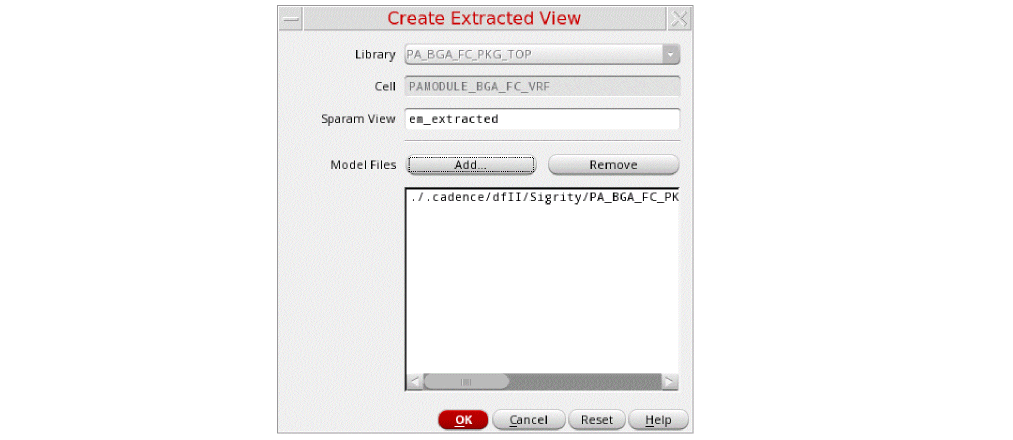 Create Extracted View
Library PA_BGA_FC_PKG_TOP
Cell PAMODULE_BGA_FC_VRF
Sparam View em_extracted
Model Files Add... Remove
./.cadence/dfII/Sigrity/PA_BGA_FC_PK
OK Cancel Reset Help